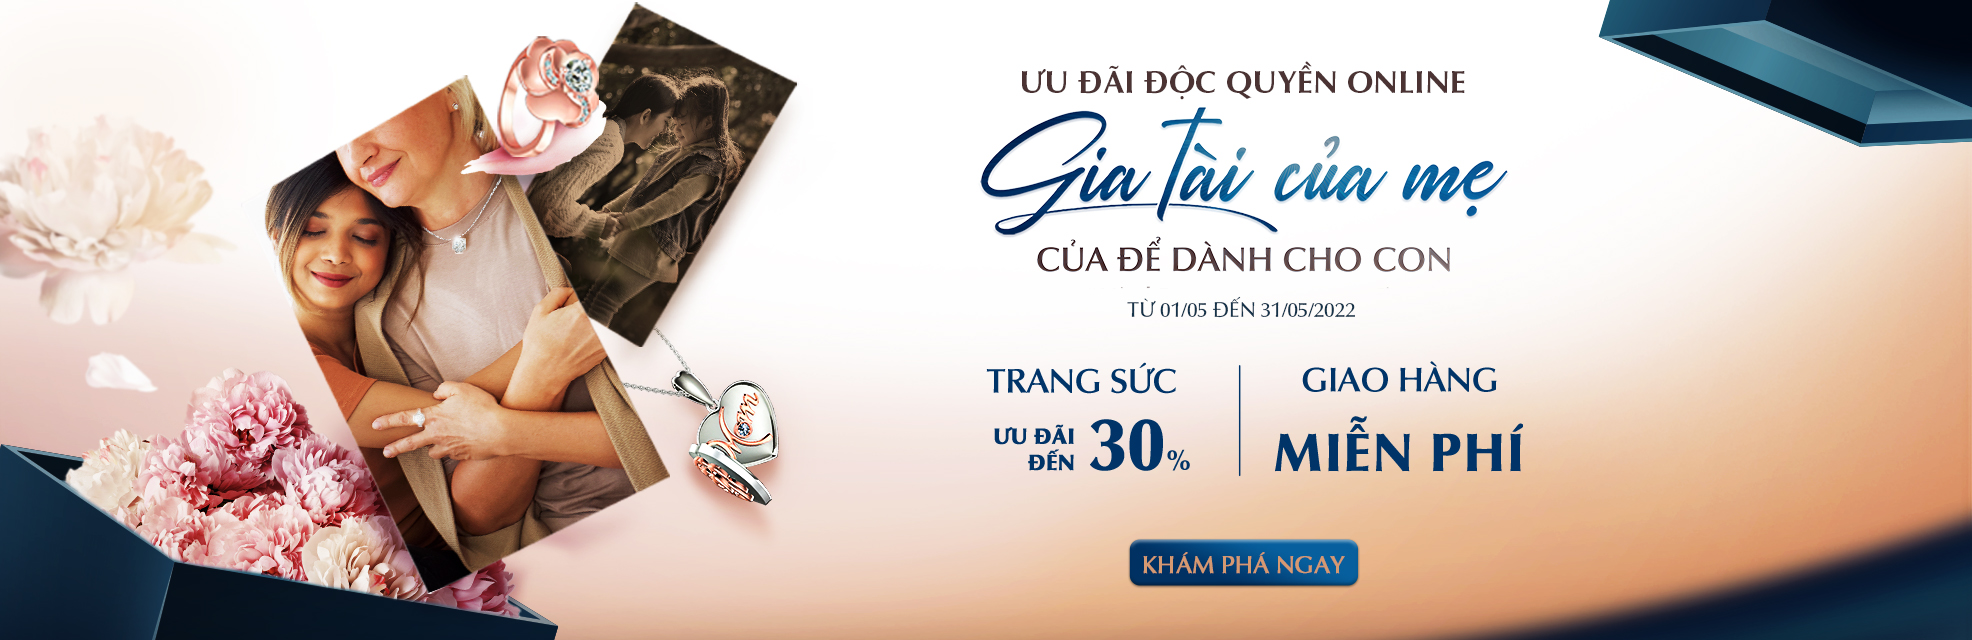 ƯU ĐÃI ĐỘC QUYỀN ONLINE
Gia tài của mẹ
CỦA ĐỂ DÀNH CHO CON
TỪ 01/05 ĐẾN 31/05/2022
TRANG SỨC
ƯU ĐÃI
ĐẾN 30%
GIAO HÀNG
MIỄN PHÍ
KHÁM PHÁ NGAY
Mom